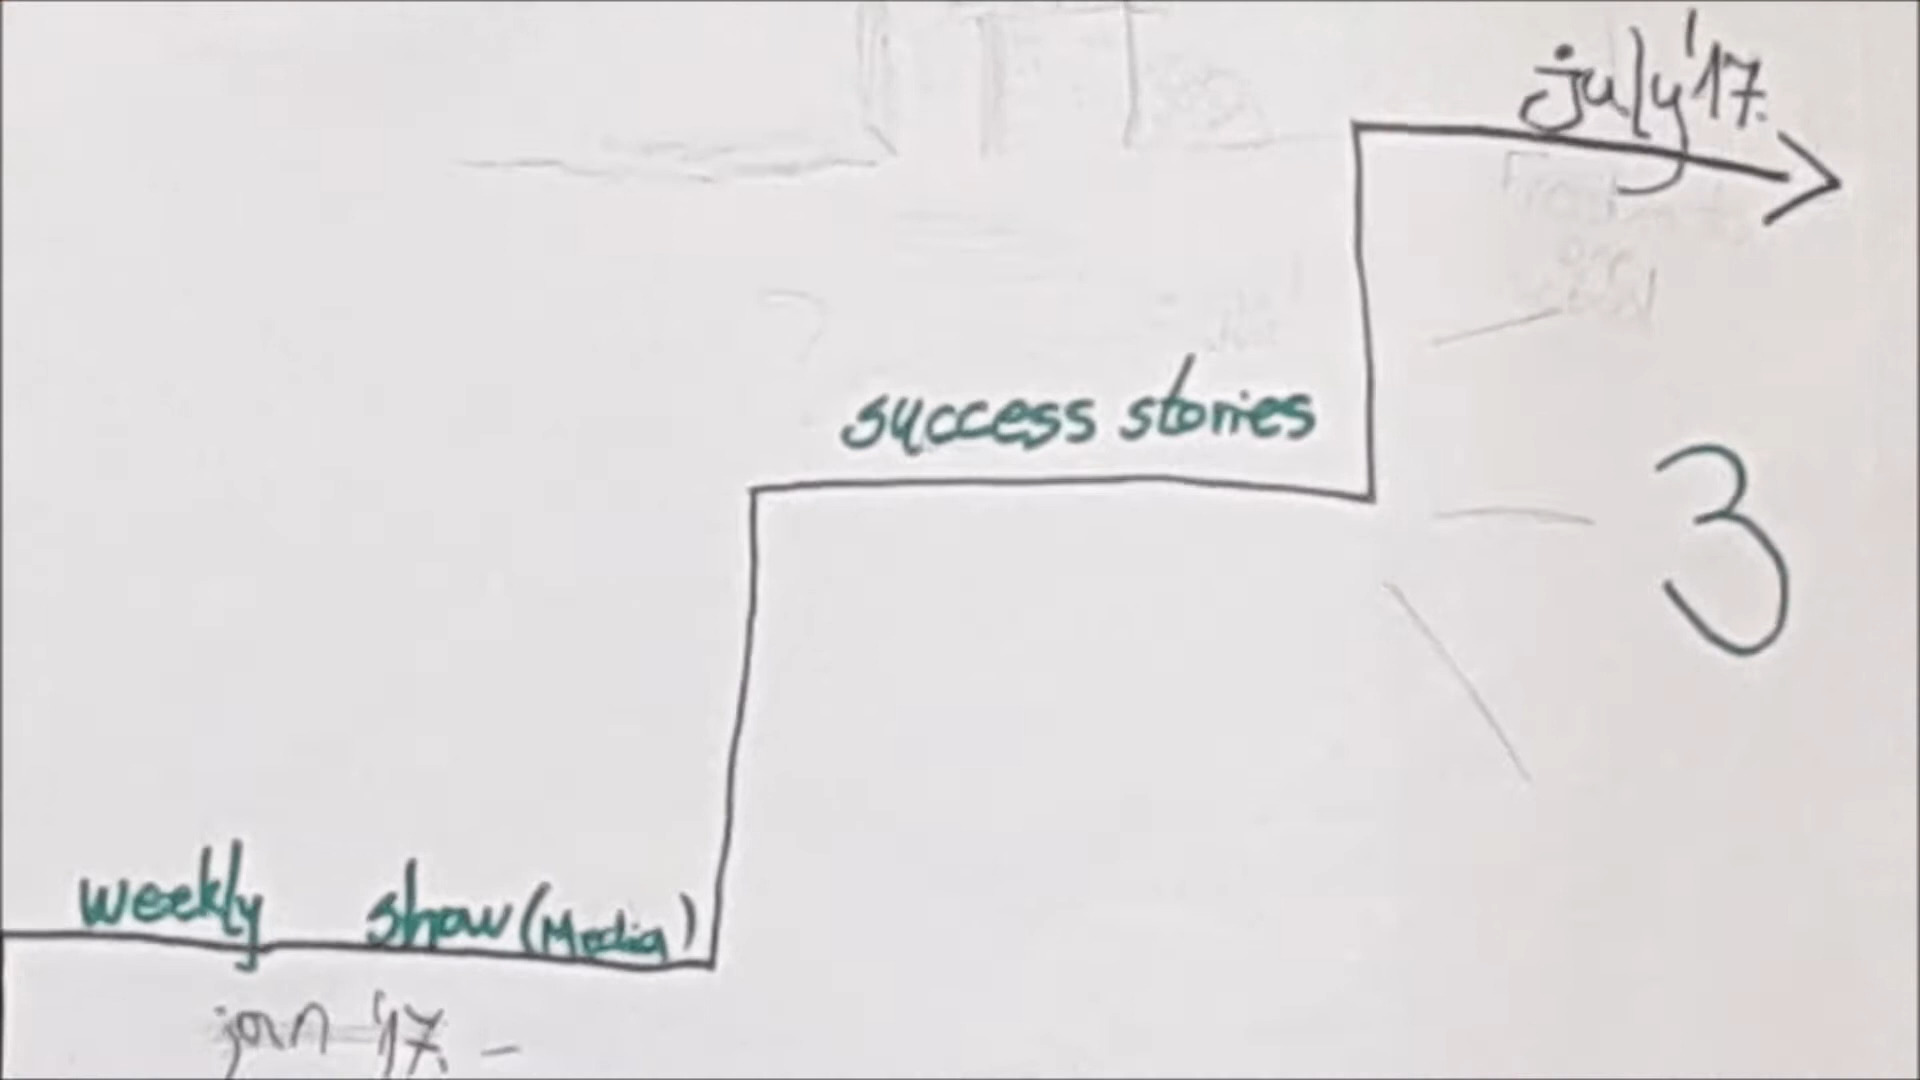 july '17.
success stories
3
weekly show (Media)
jan '17. -